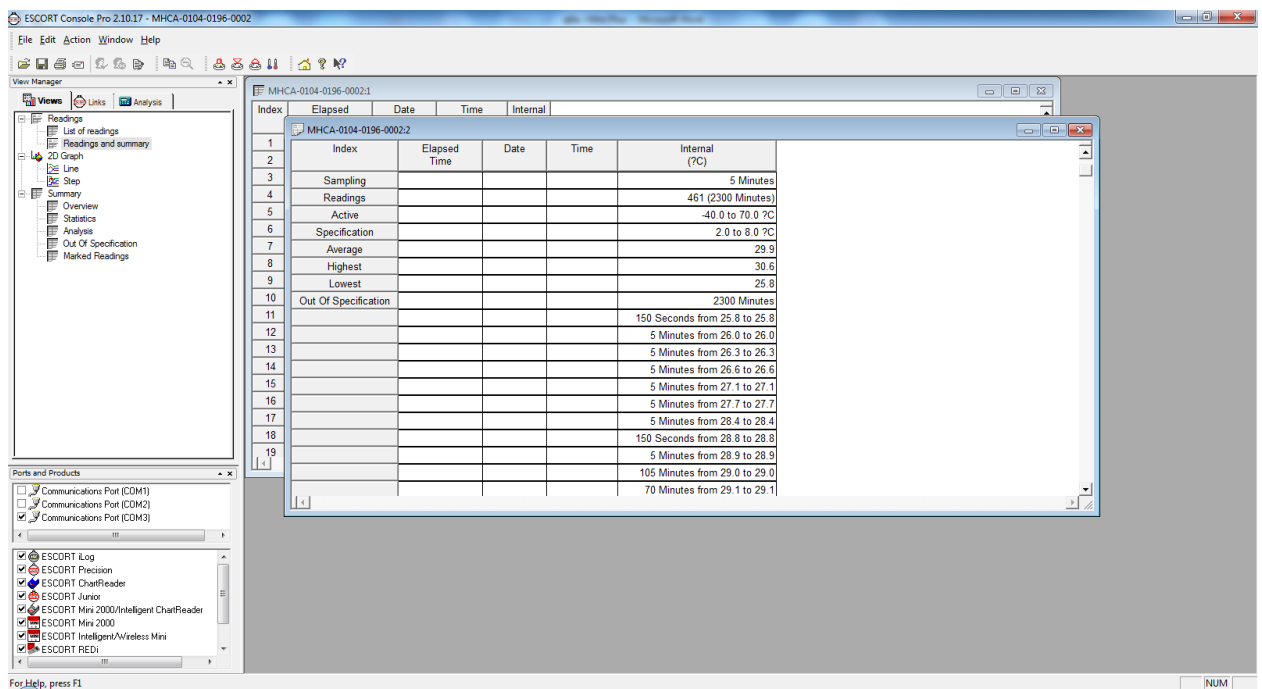 ESCORT Console Pro 2.10.17 - MHCA-0104-0196-0002
File Edit Action Window Help
View Manager
Views Links Analysis
Readings
List of readings
Readings and summary
2D Graph
Line
Step
Summary
Overview
Statistics
Analysis
Out Of Specification
Marked Readings
Ports and Products
Communications Port (COM1)
Communications Port (COM2)
Communications Port (COM3)
ESCORT iLog
ESCORT Precision
ESCORT ChartReader
ESCORT Junior
ESCORT Mini 2000/Intelligent ChartReader
ESCORT Mini 2000
ESCORT Intelligent/Wireless Mini
ESCORT REDi
MHCA-0104-0196-0002:1
Index Elapsed Date Time Internal
1
2
3
4
5
6
7
8
9
10
11
12
13
14
15
16
17
18
19
MHCA-0104-0196-0002:2
Index Elapsed Time Date Time Internal (?C)
Sampling 5 Minutes
Readings 461 (2300 Minutes)
Active -40.0 to 70.0 ?C
Specification 2.0 to 8.0 ?C
Average 29.9
Highest 30.6
Lowest 25.8
Out Of Specification 2300 Minutes
150 Seconds from 25.8 to 25.8
5 Minutes from 26.0 to 26.0
5 Minutes from 26.3 to 26.3
5 Minutes from 26.6 to 26.6
5 Minutes from 27.1 to 27.1
5 Minutes from 27.7 to 27.7
5 Minutes from 28.4 to 28.4
150 Seconds from 28.8 to 28.8
5 Minutes from 28.9 to 28.9
105 Minutes from 29.0 to 29.0
70 Minutes from 29.1 to 29.1
For Help, press F1
NUM